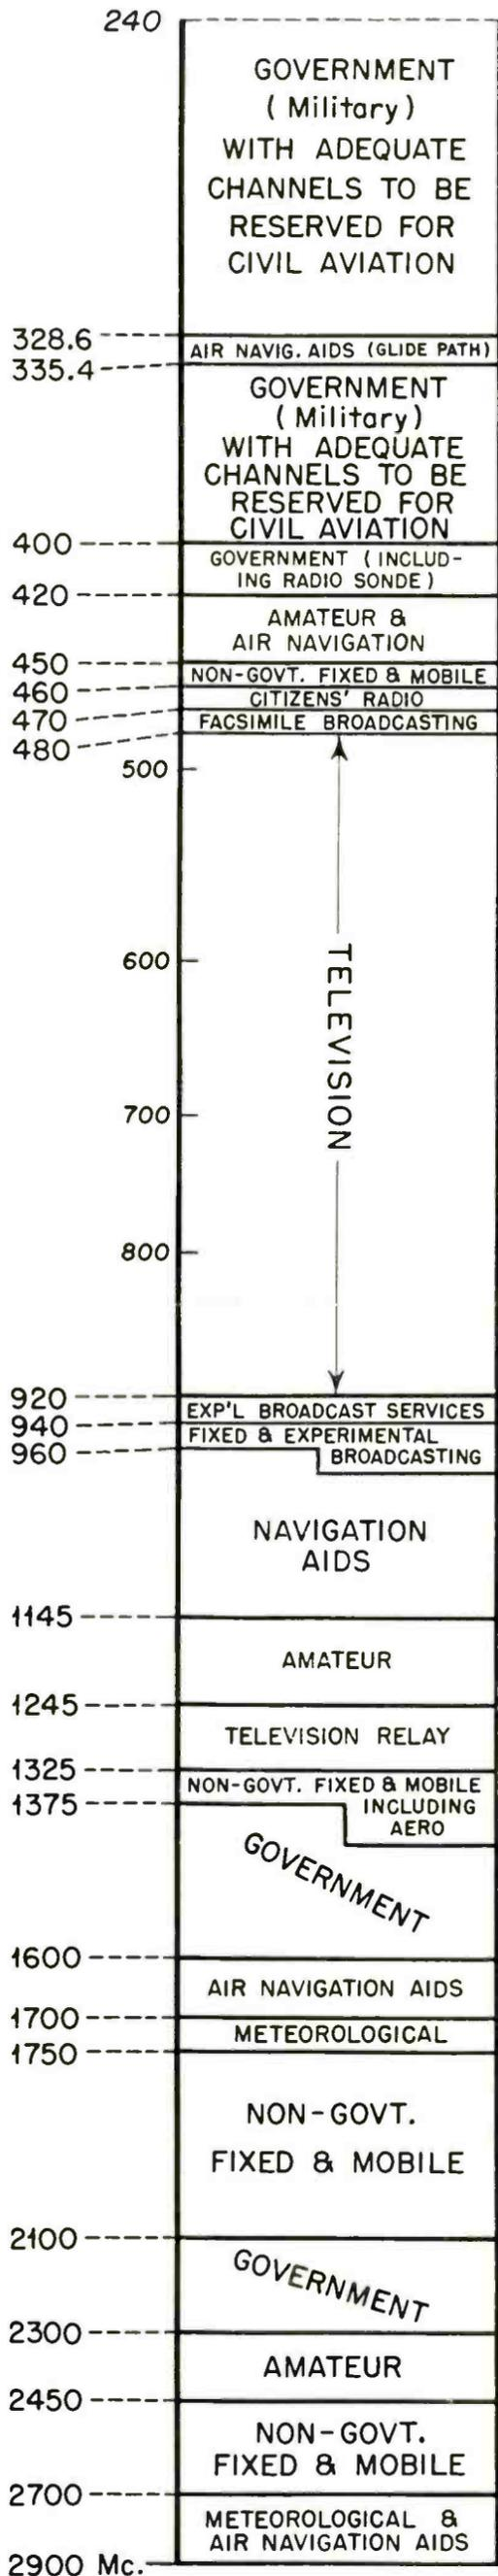 240
GOVERNMENT
(Military)
WITH ADEQUATE
CHANNELS TO BE
RESERVED FOR
CIVIL AVIATION
328.6
AIR NAVIG. AIDS (GLIDE PATH)
335.4
GOVERNMENT
(Military)
WITH ADEQUATE
CHANNELS TO BE
RESERVED FOR
CIVIL AVIATION
400
GOVERNMENT (INCLUD-
ING RADIO SONDE)
420
AMATEUR &
AIR NAVIGATION
450
NON-GOVT. FIXED & MOBILE
460
CITIZENS' RADIO
470
FACSIMILE BROADCASTING
480
500
600
TELEVISION
700
800
920
EXP'L BROADCAST SERVICES
940
FIXED & EXPERIMENTAL
960
BROADCASTING
NAVIGATION
AIDS
1145
AMATEUR
1245
TELEVISION RELAY
1325
NON-GOVT. FIXED & MOBILE
1375
INCLUDING
AERO
GOVERNMENT
1600
AIR NAVIGATION AIDS
1700
METEOROLOGICAL
1750
NON-GOVT.
FIXED & MOBILE
2100
GOVERNMENT
2300
AMATEUR
2450
NON-GOVT.
FIXED & MOBILE
2700
METEOROLOGICAL &
AIR NAVIGATION AIDS
2900 Mc.